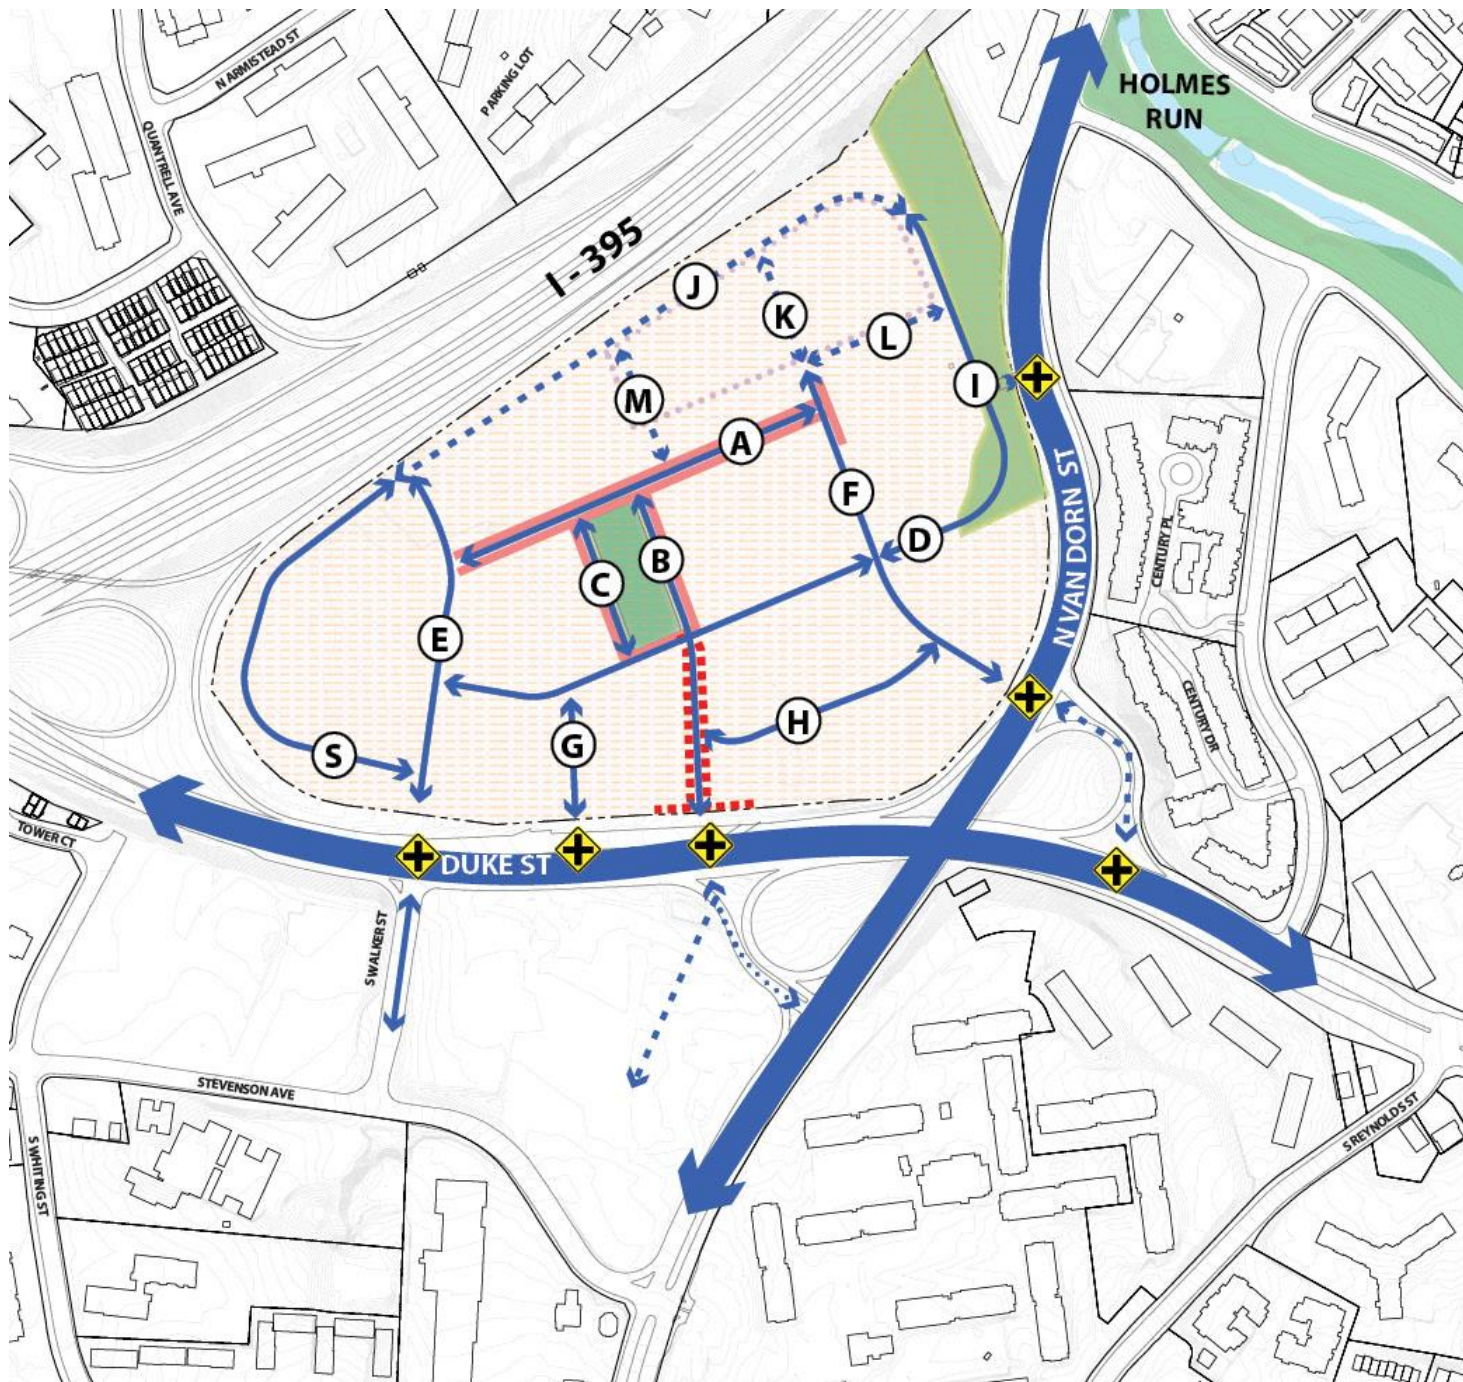 N ARMISTEAD ST
PARKING LOT
HOLMES
RUN
QUANTRELL AVE
I - 395
J
K
L
M
I
A
F
D
B
C
E
H
G
S
N VAN DORN ST
CENTURY PL
CENTURY DR
TOWER CT
DUKE ST
S WALKER ST
STEVENSON AVE
S WHITING ST
S REYNOLDS ST